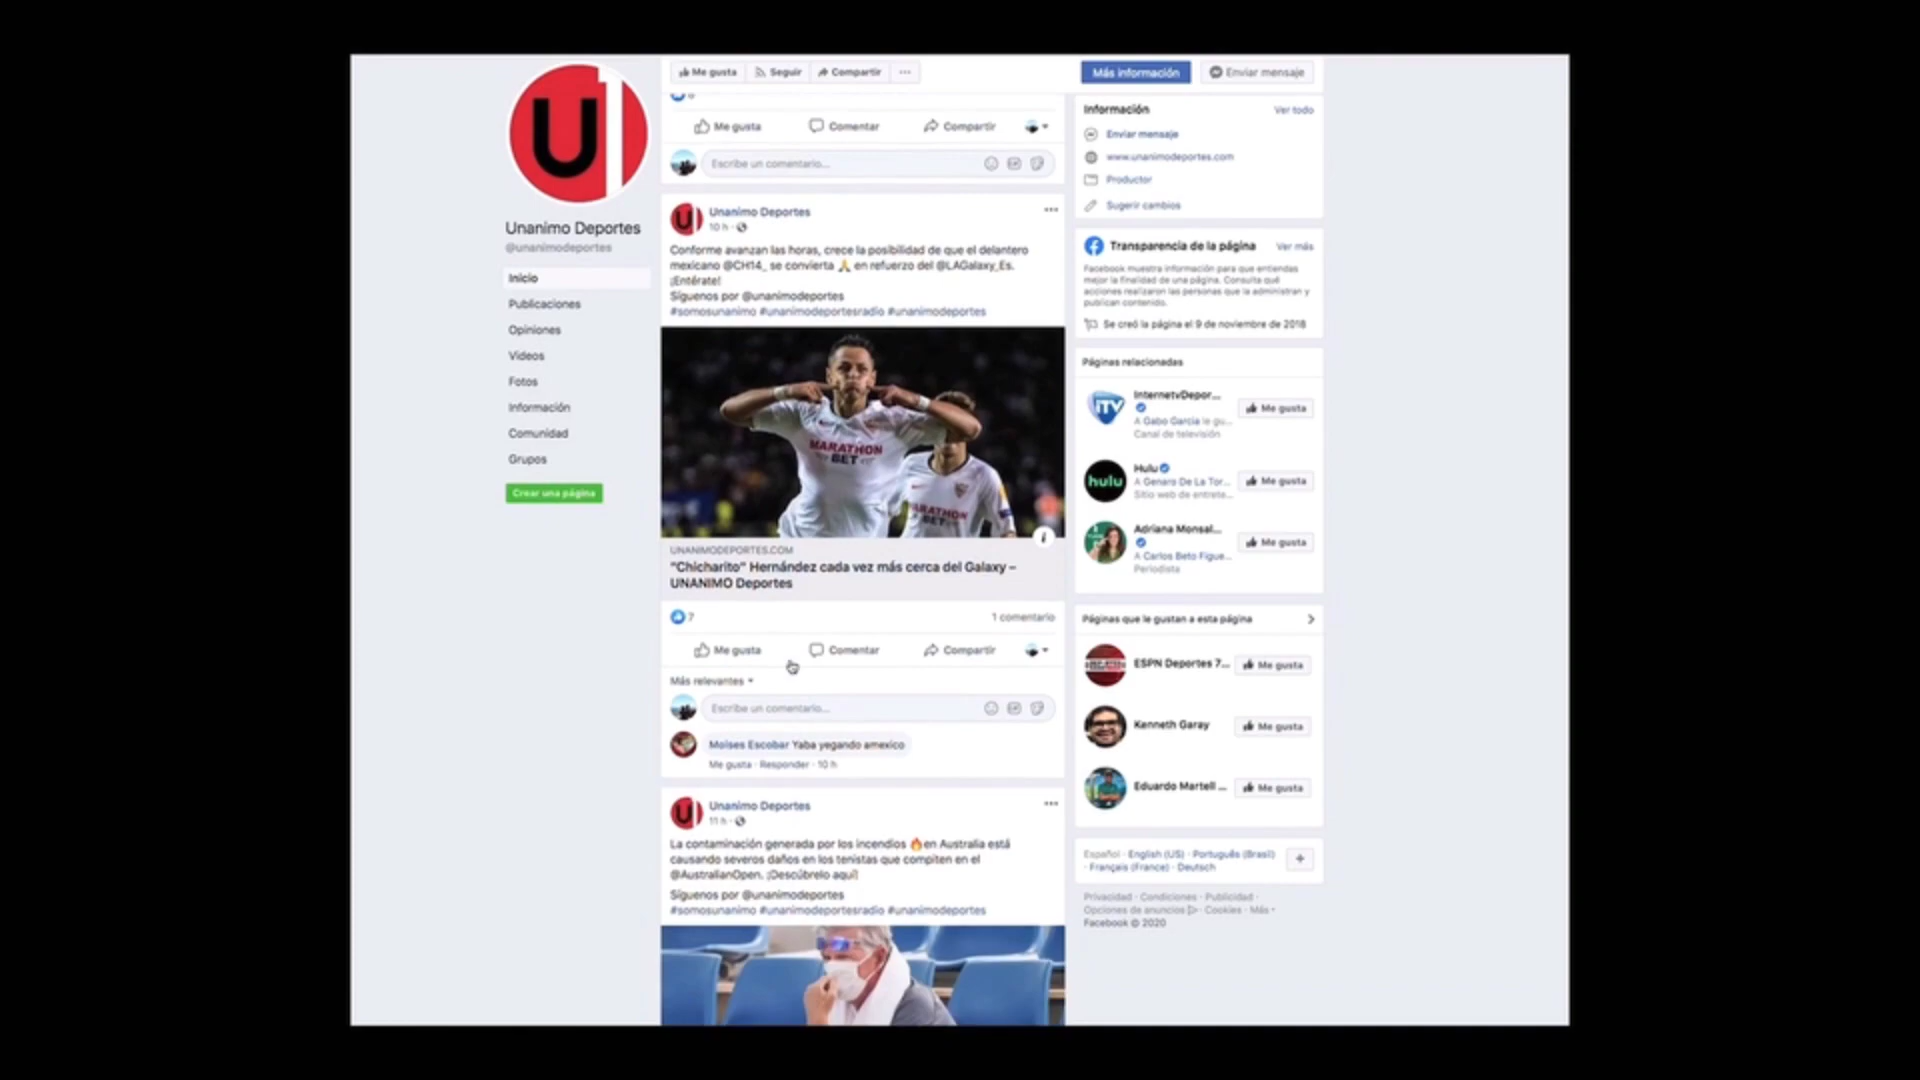 Me gusta
Seguir
Compartir
Más información
Enviar mensaje
U1
Unanimo Deportes
@unanimodeportes
Inicio
Publicaciones
Opiniones
Videos
Fotos
Información
Comunidad
Grupos
Crear una página
Me gusta
Comentar
Compartir
Escribe un comentario...
Unanimo Deportes
10 h
Conforme avanzan las horas, crece la posibilidad de que el delantero
mexicano @CH14_ se convierta 🙏 en refuerzo del @LAGalaxy_Es.
¡Entérate!
Síguenos por @unanimodeportes
#somosunanimo #unanimodeportesradio #unanimodeportes
MARATHON
BET
MARATHON
BET
UNANIMODEPORTES.COM
"Chicharito" Hernández cada vez más cerca del Galaxy –
UNANIMO Deportes
7
1 comentario
Me gusta
Comentar
Compartir
Más relevantes
Escribe un comentario...
Moises Escobar Yaba yegando amexico
Me gusta · Responder · 10 h
Unanimo Deportes
11 h
La contaminación generada por los incendios 🔥en Australia está
causando severos daños en los tenistas que compiten en el
@AustralianOpen. ¡Descúbrelo aquí!
Síguenos por @unanimodeportes
#somosunanimo #unanimodeportesradio #unanimodeportes
Información
Ver todo
Enviar mensaje
www.unanimodeportes.com
Productor
Sugerir cambios
Transparencia de la página
Ver más
Facebook muestra información para que entiendas
mejor la finalidad de una página. Consulta qué
acciones realizaron las personas que la administran y
publican contenido.
Se creó la página el 9 de noviembre de 2018
Páginas relacionadas
iTV
InternetvDepor...
A Gabo Garcia le gu...
Canal de televisión
Me gusta
hulu
Hulu
A Genaro De La Tor...
Sitio web de entrete...
Me gusta
Adriana Monsal...
A Carlos Beto Figue...
Periodista
Me gusta
Páginas que le gustan a esta página
ESPN Deportes 7...
Me gusta
Kenneth Garay
Me gusta
Eduardo Martell ...
Me gusta
Español · English (US) · Português (Brasil)
· Français (France) · Deutsch
Privacidad · Condiciones · Publicidad ·
Opciones de anuncios · Cookies · Más
Facebook © 2020